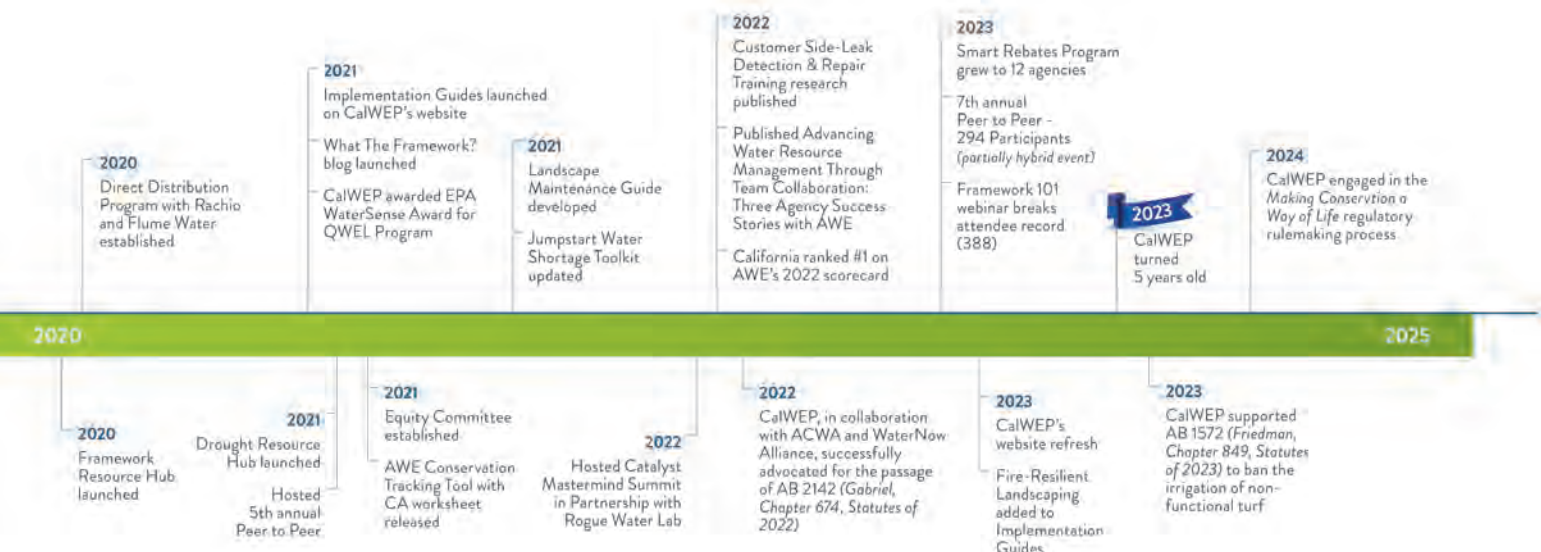 2020
Direct Distribution
Program with Rachio
and Flume Water
established
2021
Implementation Guides launched
on CalWEP's website
What The Framework?
blog launched
CalWEP awarded EPA
WaterSense Award for
QWEL Program
2021
Landscape
Maintenance Guide
developed
Jumpstart Water
Shortage Toolkit
updated
2022
Customer Side-Leak
Detection & Repair
Training research
published
Published Advancing
Water Resource
Management Through
Team Collaboration:
Three Agency Success
Stories with AWE
California ranked #1 on
AWE's 2022 scorecard
2023
Smart Rebates Program
grew to 12 agencies
7th annual
Peer to Peer -
294 Participants
(partially hybrid event)
Framework 101
webinar breaks
attendee record
(388)
2023
CalWEP
turned
5 years old
2024
CalWEP engaged in the
Making Conservtion a
Way of Life regulatory
rulemaking process
2020
2025
2020
Framework
Resource Hub
launched
2021
Drought Resource
Hub launched
Hosted
5th annual
Peer to Peer
2021
Equity Committee
established
AWE Conservation
Tracking Tool with
CA worksheet
released
2022
Hosted Catalyst
Mastermind Summit
in Partnership with
Rogue Water Lab
2022
CalWEP, in collaboration
with ACWA and WaterNow
Alliance, successfully
advocated for the passage
of AB 2142 (Gabriel,
Chapter 674, Statutes of
2022)
2023
CalWEP's
website refresh
Fire-Resilient
Landscaping
added to
Implementation
Guides
2023
CalWEP supported
AB 1572 (Friedman,
Chapter 849, Statutes
of 2023) to ban the
irrigation of non-
functional turf